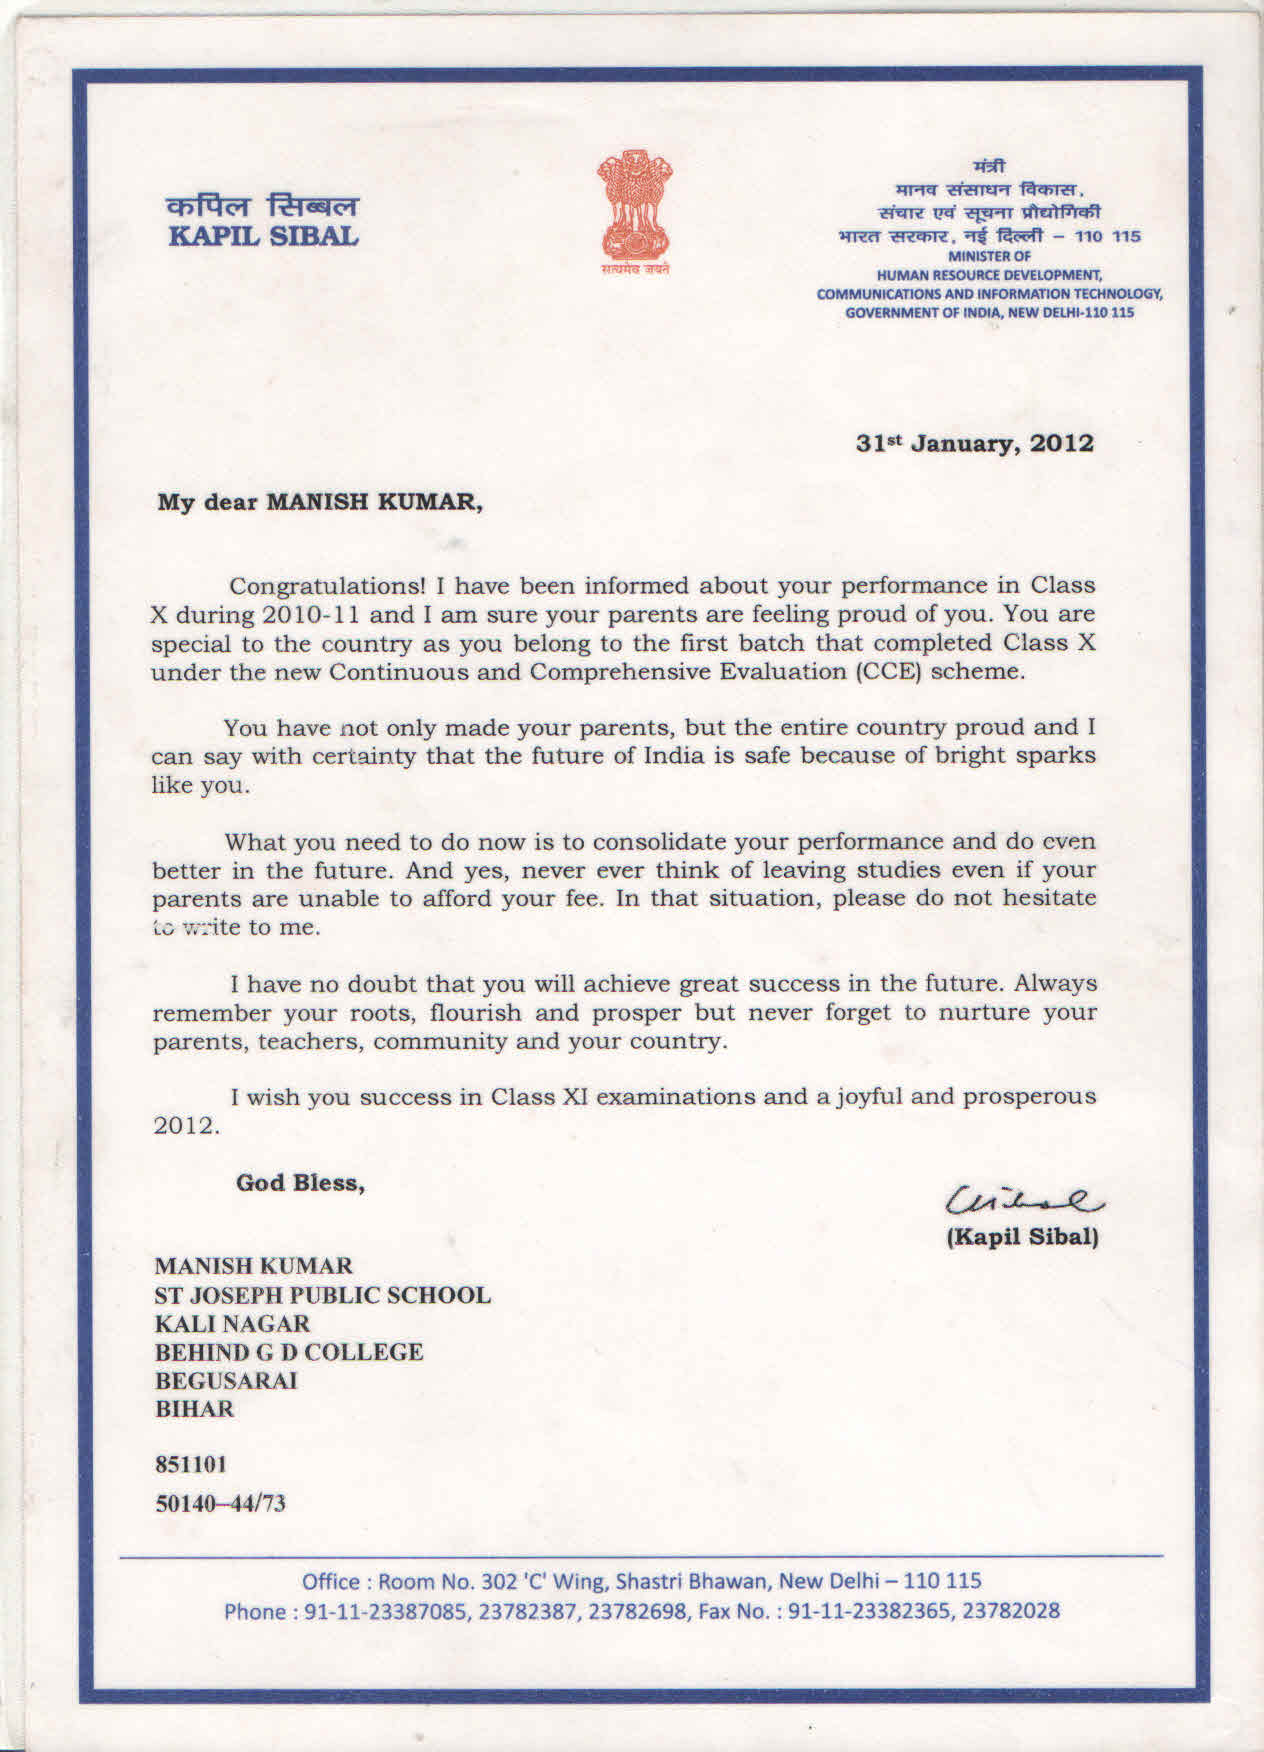 कपिल सिब्बल
KAPIL SIBAL
सत्यमेव जयते
मंत्री
मानव संसाधन विकास,
संचार एवं सूचना प्रौद्योगिकी
भारत सरकार, नई दिल्ली – 110 115
MINISTER OF
HUMAN RESOURCE DEVELOPMENT,
COMMUNICATIONS AND INFORMATION TECHNOLOGY,
GOVERNMENT OF INDIA, NEW DELHI-110 115
31st January, 2012
My dear MANISH KUMAR,
Congratulations! I have been informed about your performance in Class
X during 2010-11 and I am sure your parents are feeling proud of you. You are
special to the country as you belong to the first batch that completed Class X
under the new Continuous and Comprehensive Evaluation (CCE) scheme.
You have not only made your parents, but the entire country proud and I
can say with certainty that the future of India is safe because of bright sparks
like you.
What you need to do now is to consolidate your performance and do even
better in the future. And yes, never ever think of leaving studies even if your
parents are unable to afford your fee. In that situation, please do not hesitate
to write to me.
I have no doubt that you will achieve great success in the future. Always
remember your roots, flourish and prosper but never forget to nurture your
parents, teachers, community and your country.
I wish you success in Class XI examinations and a joyful and prosperous
2012.
God Bless,
(Kapil Sibal)
MANISH KUMAR
ST JOSEPH PUBLIC SCHOOL
KALI NAGAR
BEHIND G D COLLEGE
BEGUSARAI
BIHAR
851101
50140–44/73
Office : Room No. 302 'C' Wing, Shastri Bhawan, New Delhi – 110 115
Phone : 91-11-23387085, 23782387, 23782698, Fax No. : 91-11-23382365, 23782028